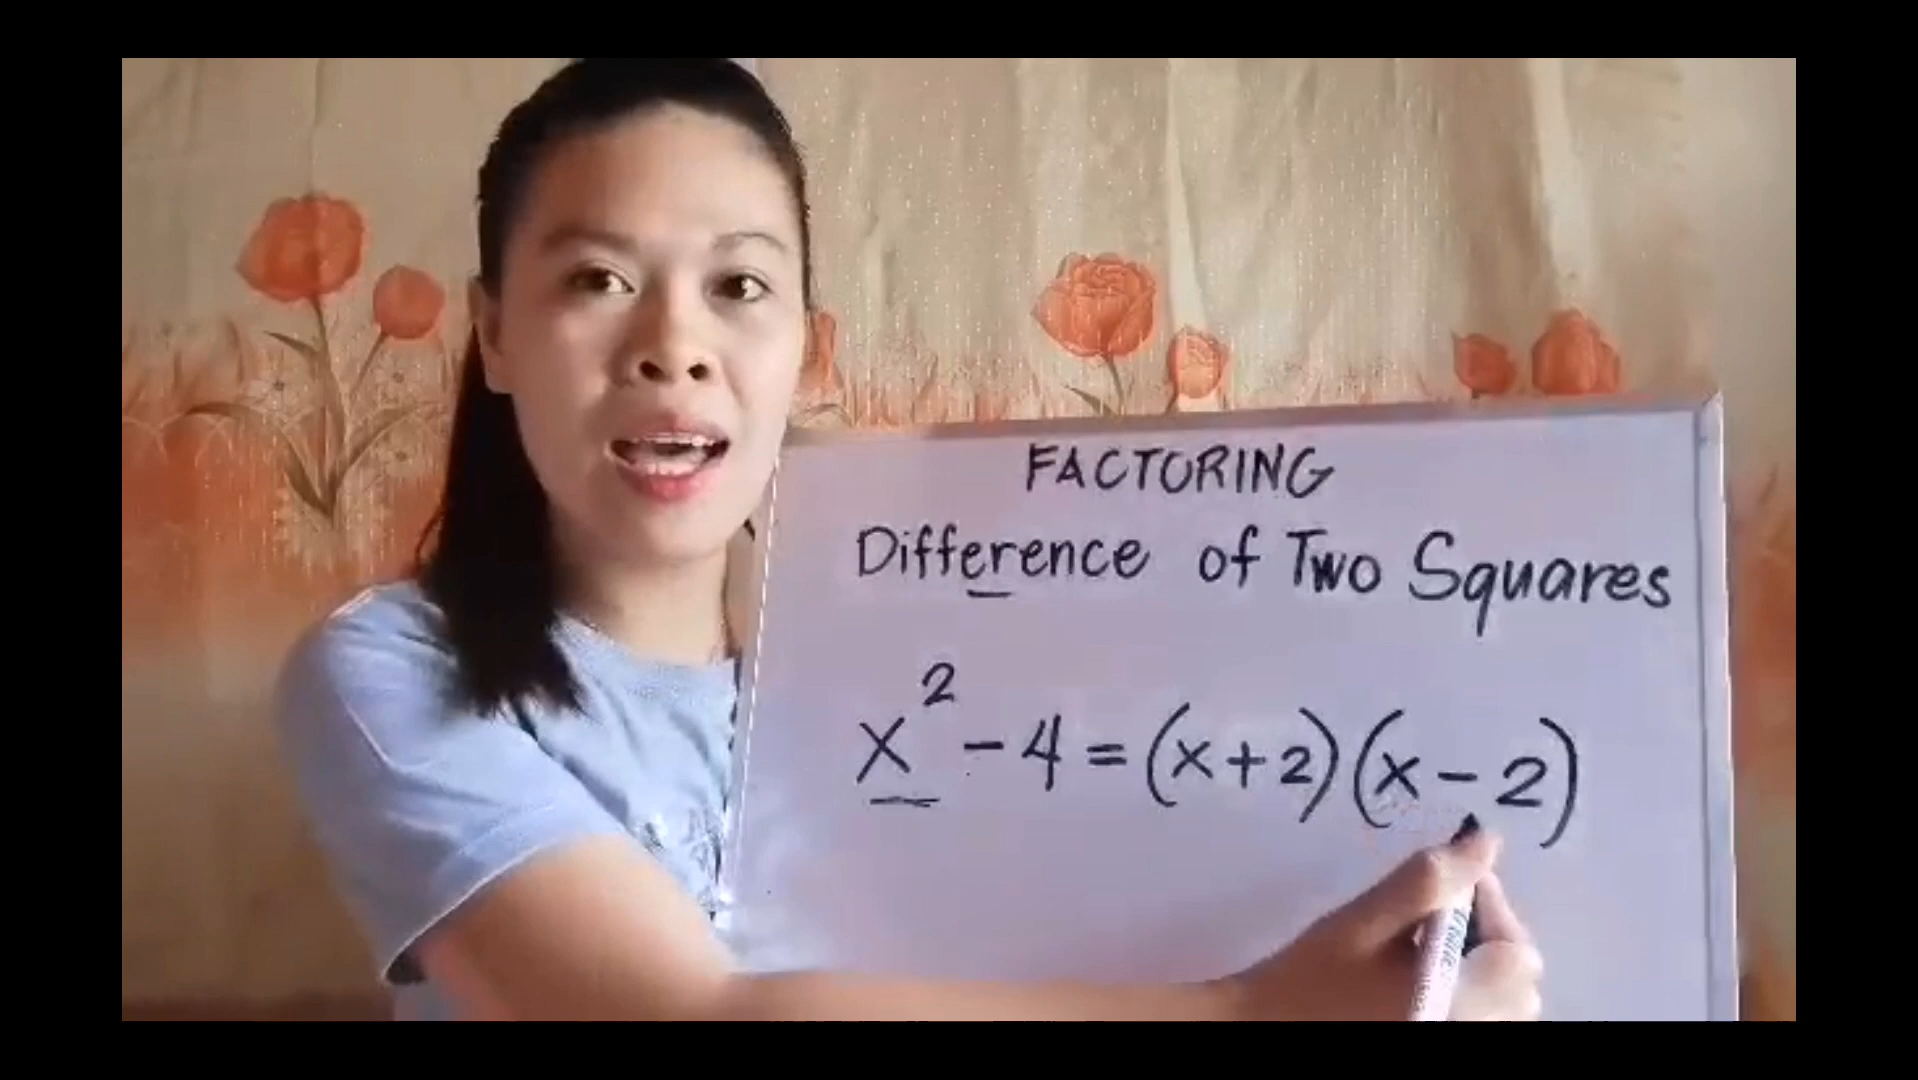 FACTORING
Difference of Two Squares
x² - 4 = (x + 2)(x - 2)